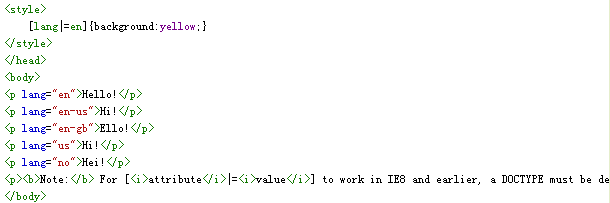 <style>
[lang|=en]{background:yellow;}
</style>
</head>
<body>
<p lang="en">Hello!</p>
<p lang="en-us">Hi!</p>
<p lang="en-gb">Ello!</p>
<p lang="us">Hi!</p>
<p lang="no">Hei!</p>
<p><b>Note:</b> For [<i>attribute</i>|=<i>value</i>] to work in IE8 and earlier, a DOCTYPE must be de
</body>